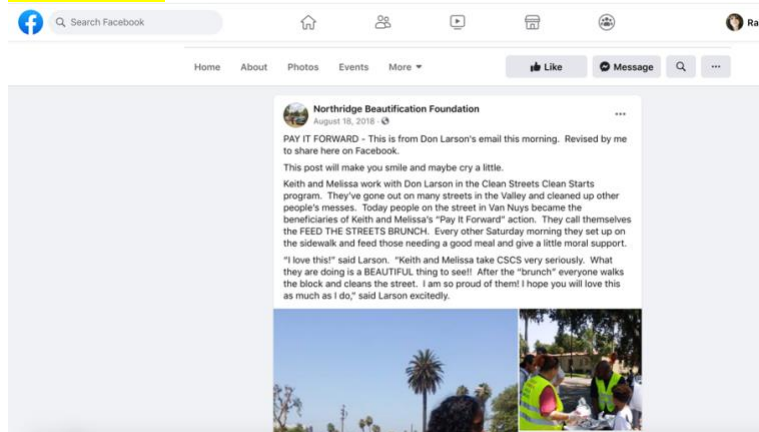 Search Facebook
Ra
Home About Photos Events More
Like Message
Northridge Beautification Foundation
August 18, 2018 ·
PAY IT FORWARD - This is from Don Larson's email this morning. Revised by me
to share here on Facebook.
This post will make you smile and maybe cry a little.
Keith and Melissa work with Don Larson in the Clean Streets Clean Starts
program. They've gone out on many streets in the Valley and cleaned up other
people's messes. Today people on the street in Van Nuys became the
beneficiaries of Keith and Melissa's "Pay It Forward" action. They call themselves
the FEED THE STREETS BRUNCH. Every other Saturday morning they set up on
the sidewalk and feed those needing a good meal and give a little moral support.
"I love this!" said Larson. "Keith and Melissa take CSCS very seriously. What
they are doing is a BEAUTIFUL thing to see!! After the "brunch" everyone walks
the block and cleans the street. I am so proud of them! I hope you will love this
as much as I do," said Larson excitedly.